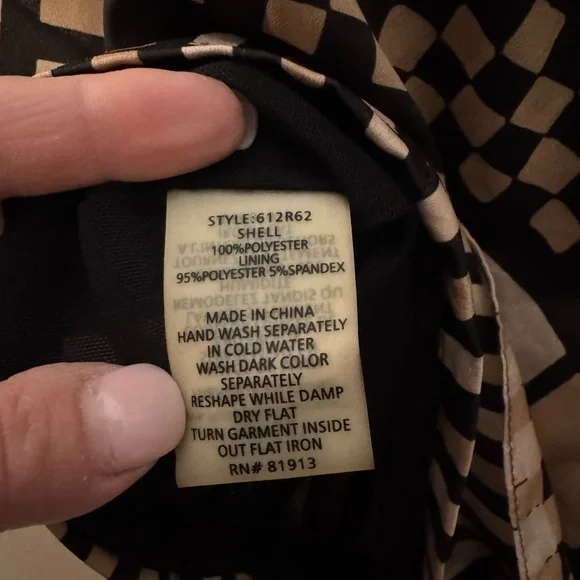 STYLE:612R62
SHELL
100%POLYESTER
LINING
95%POLYESTER 5%SPANDEX
MADE IN CHINA
HAND WASH SEPARATELY
IN COLD WATER
WASH DARK COLOR
SEPARATELY
RESHAPE WHILE DAMP
DRY FLAT
TURN GARMENT INSIDE
OUT FLAT IRON
RN# 81913